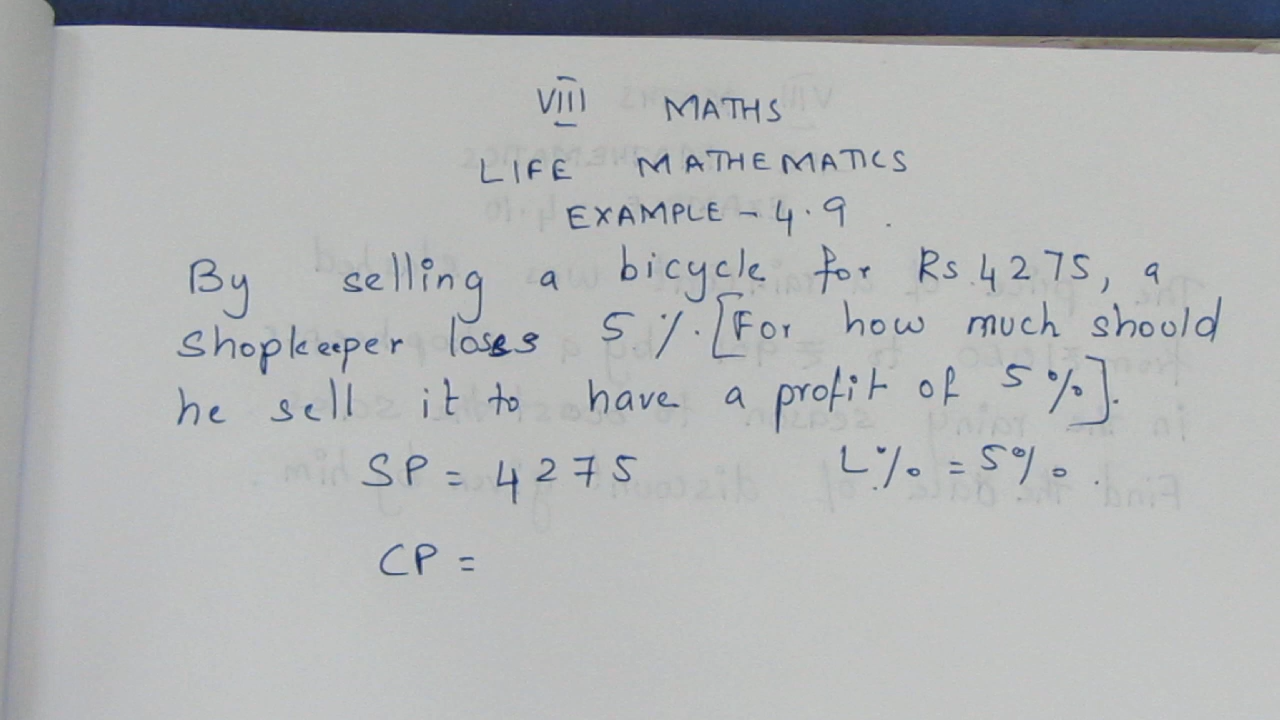 VIII MATHS
LIFE MATHEMATICS
EXAMPLE - 4.9.
By selling a bicycle for Rs.4275, a
Shopkeeper loses 5%. [For how much should
he sell it to have a profit of 5%].
SP = 4275 L% = 5%.
CP =